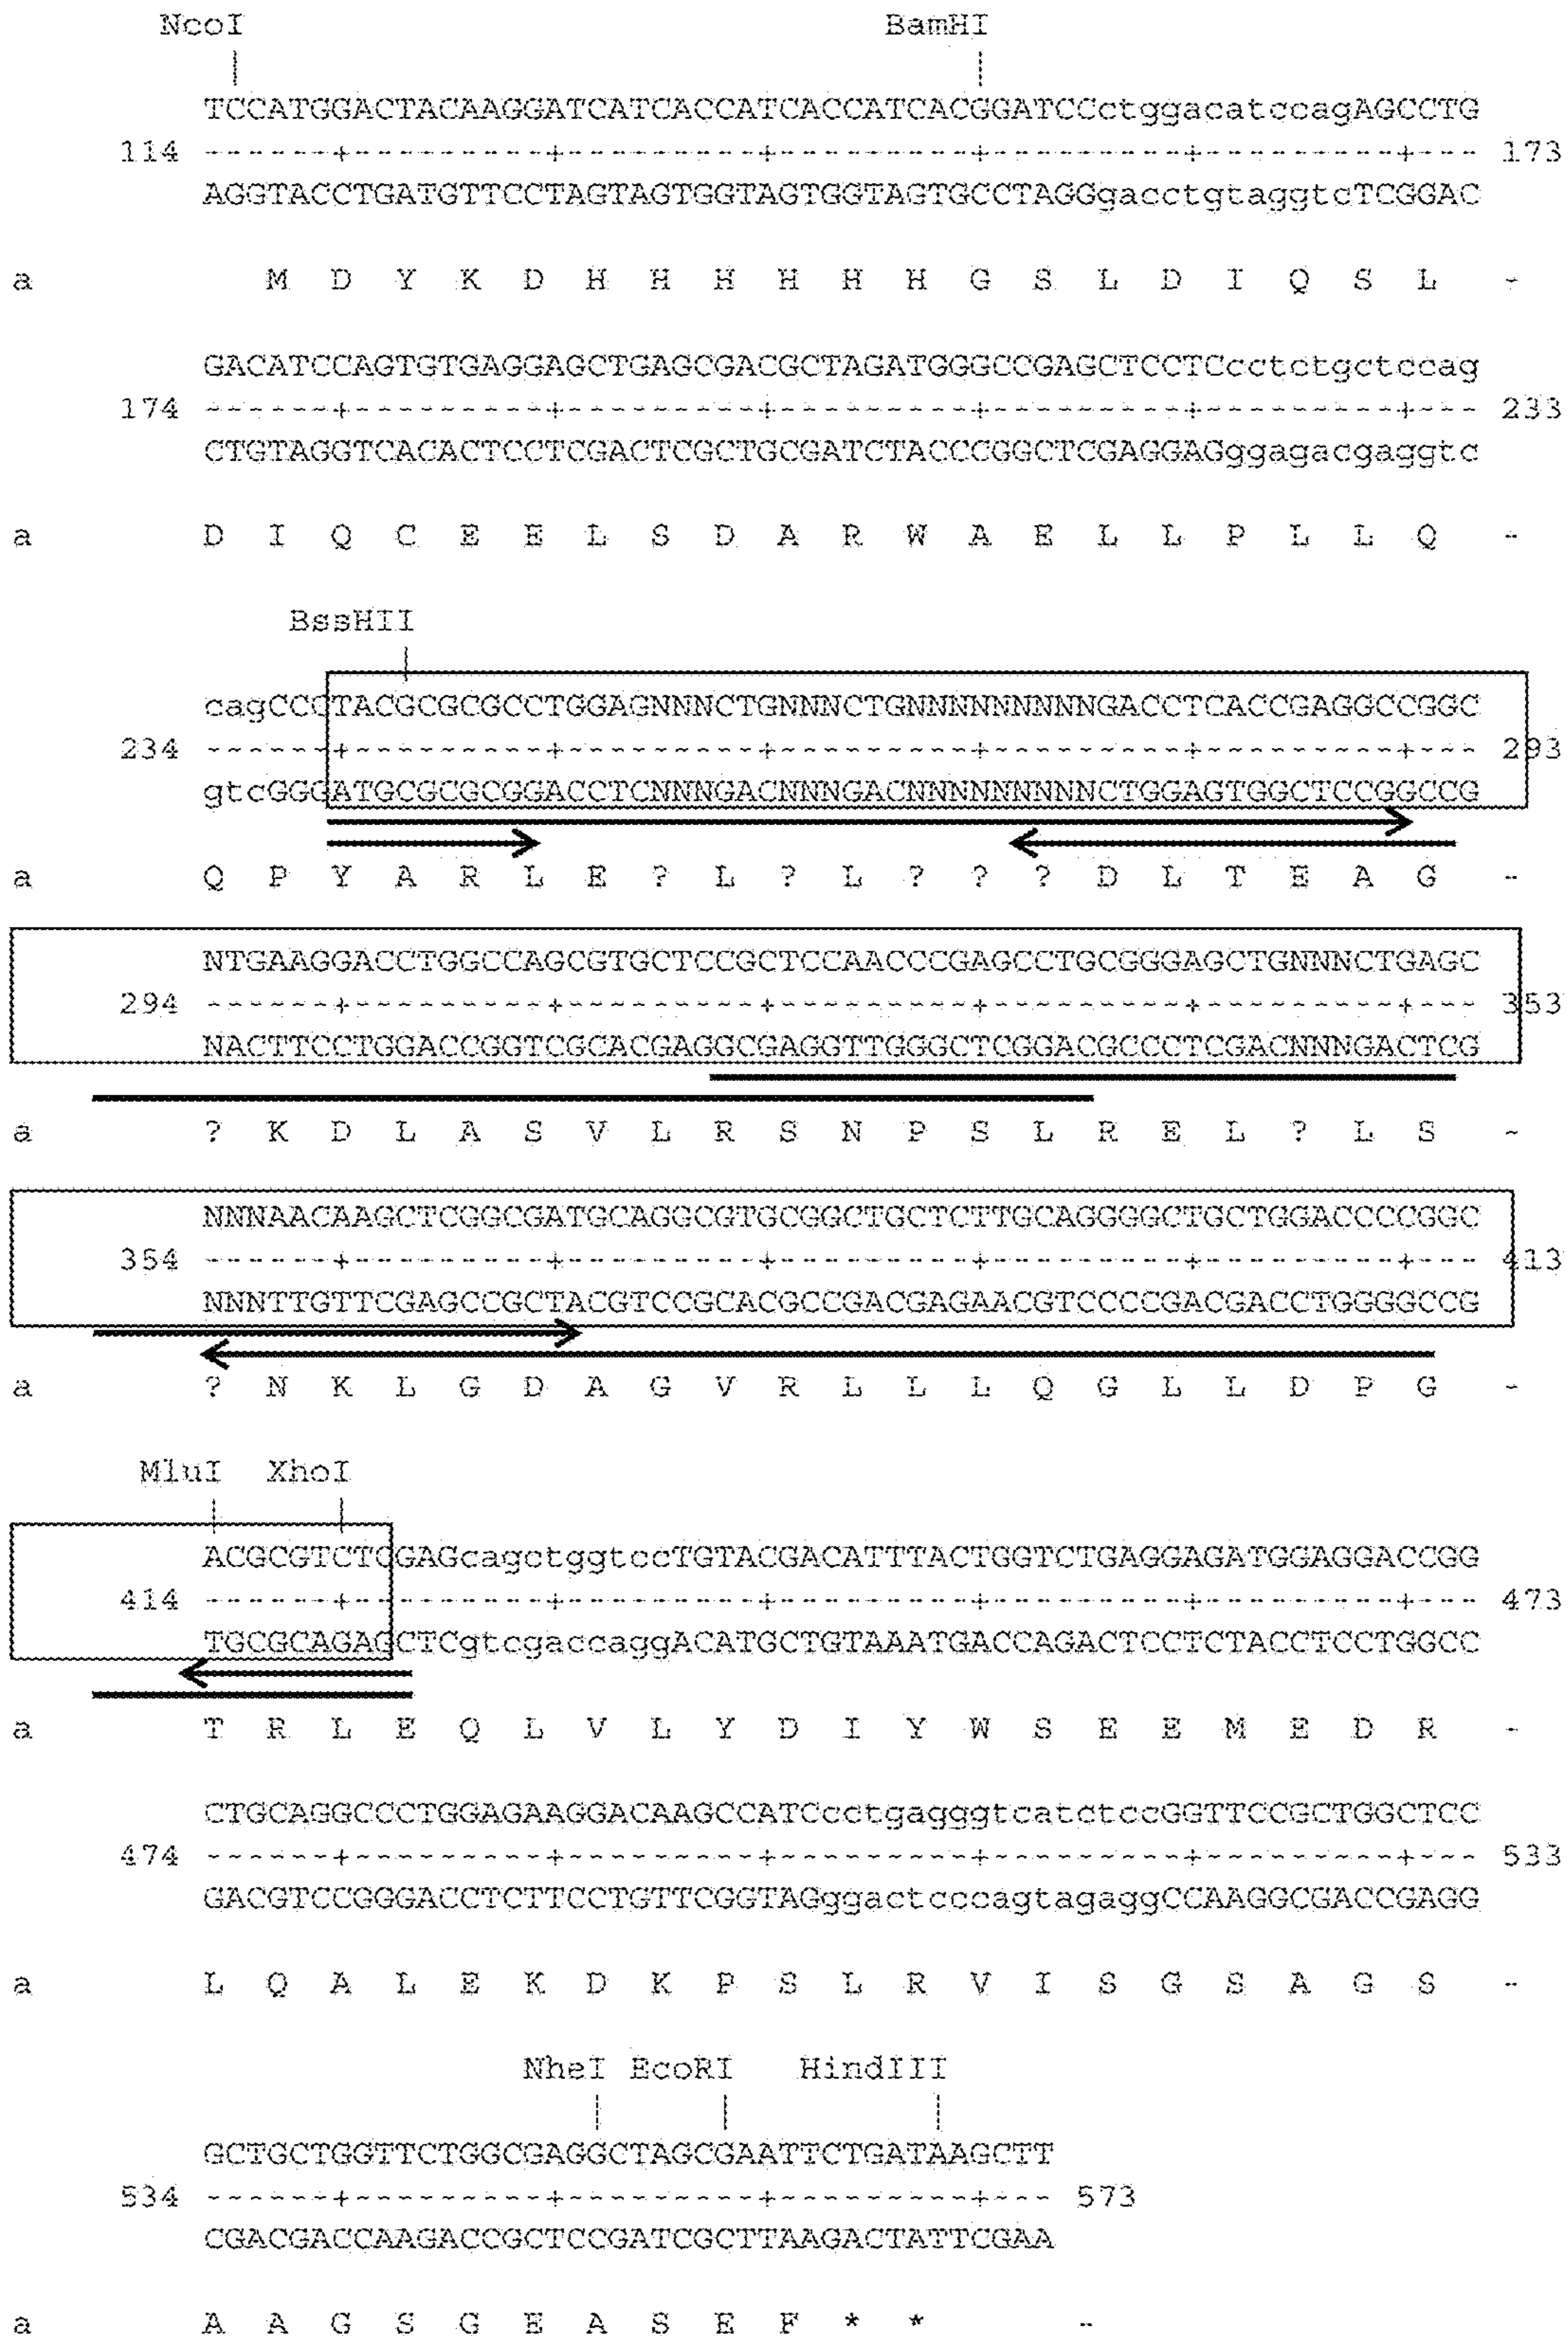 NcoI BamHI
TCCATGGACTACAAGGATCATCACCATCACCATCACGGATCCctggacatccagAGCCTG
114 ------+---------+---------+---------+---------+---------+--- 173
AGGTACCTGATGTTCCTAGTAGTGGTAGTGGTAGTGCCTAGGgacctgtaggtcTCGGAC
a M D Y K D H H H H H H G S L D I Q S L -
GACATCCAGTGTGAGGAGCTGAGCGACGCTAGATGGGCCGAGCTCCTCcctctgctccag
174 ------+---------+---------+---------+---------+---------+--- 233
CTGTAGGTCACACTCCTCGACTCGCTGCGATCTACCCGGCTCGAGGAGggagacgaggtc
a D I Q C E E L S D A R W A E L L P L L Q -
BssHII
cagCCGTACGCGCGCCTGGAGNNNCTGNNNCTGNNNNNNNNNGACCTCACCGAGGCCGGC
234 ------+---------+---------+---------+---------+---------+--- 293
gtcGGGATGCGCGCGGACCTCNNNGACNNNGACNNNNNNNNNCTGGAGTGGCTCCGGCCG
a Q P Y A R L E ? L ? L ? ? ? D L T E A G -
NTGAAGGACCTGGCCAGCGTGCTCCGCTCCAACCCGAGCCTGCGGGAGCTGNNNCTGAGC
294 ------+---------+---------+---------+---------+---------+--- 353
NACTTCCTGGACCGGTCGCACGAGGCGAGGTTGGGCTCGGACGCCCTCGACNNNGACTCG
a ? K D L A S V L R S N P S L R E L ? L S -
NNNAACAAGCTCGGCGATGCAGGCGTGCGGCTGCTCTTGCAGGGGCTGCTGGACCCCGGC
354 ------+---------+---------+---------+---------+---------+--- 413
NNNTTGTTCGAGCCGCTACGTCCGCACGCCGACGAGAACGTCCCCGACGACCTGGGGCCG
a ? N K L G D A G V R L L L Q G L L D P G -
MluI XhoI
ACGCGTCTCGAGcagctggtccTGTACGACATTTACTGGTCTGAGGAGATGGAGGACCGG
414 ------+---------+---------+---------+---------+---------+--- 473
TGCGCAGAGCTCgtcgaccaggACATGCTGTAAATGACCAGACTCCTCTACCTCCTGGCC
a T R L E Q L V L Y D I Y W S E E M E D R -
CTGCAGGCCCTGGAGAAGGACAAGCCATCcctgagggtcatctccGGTTCCGCTGGCTCC
474 ------+---------+---------+---------+---------+---------+--- 533
GACGTCCGGGACCTCTTCCTGTTCGGTAGggactcccagtagaggCCAAGGCGACCGAGG
a L Q A L E K D K P S L R V I S G S A G S -
NheI EcoRI HindIII
GCTGCTGGTTCTGGCGAGGCTAGCGAATTCTGATAAGCTT
534 ------+---------+---------+---------+--- 573
CGACGACCAAGACCGCTCCGATCGCTTAAGACTATTCGAA
a A A G S G E A S E F * * -